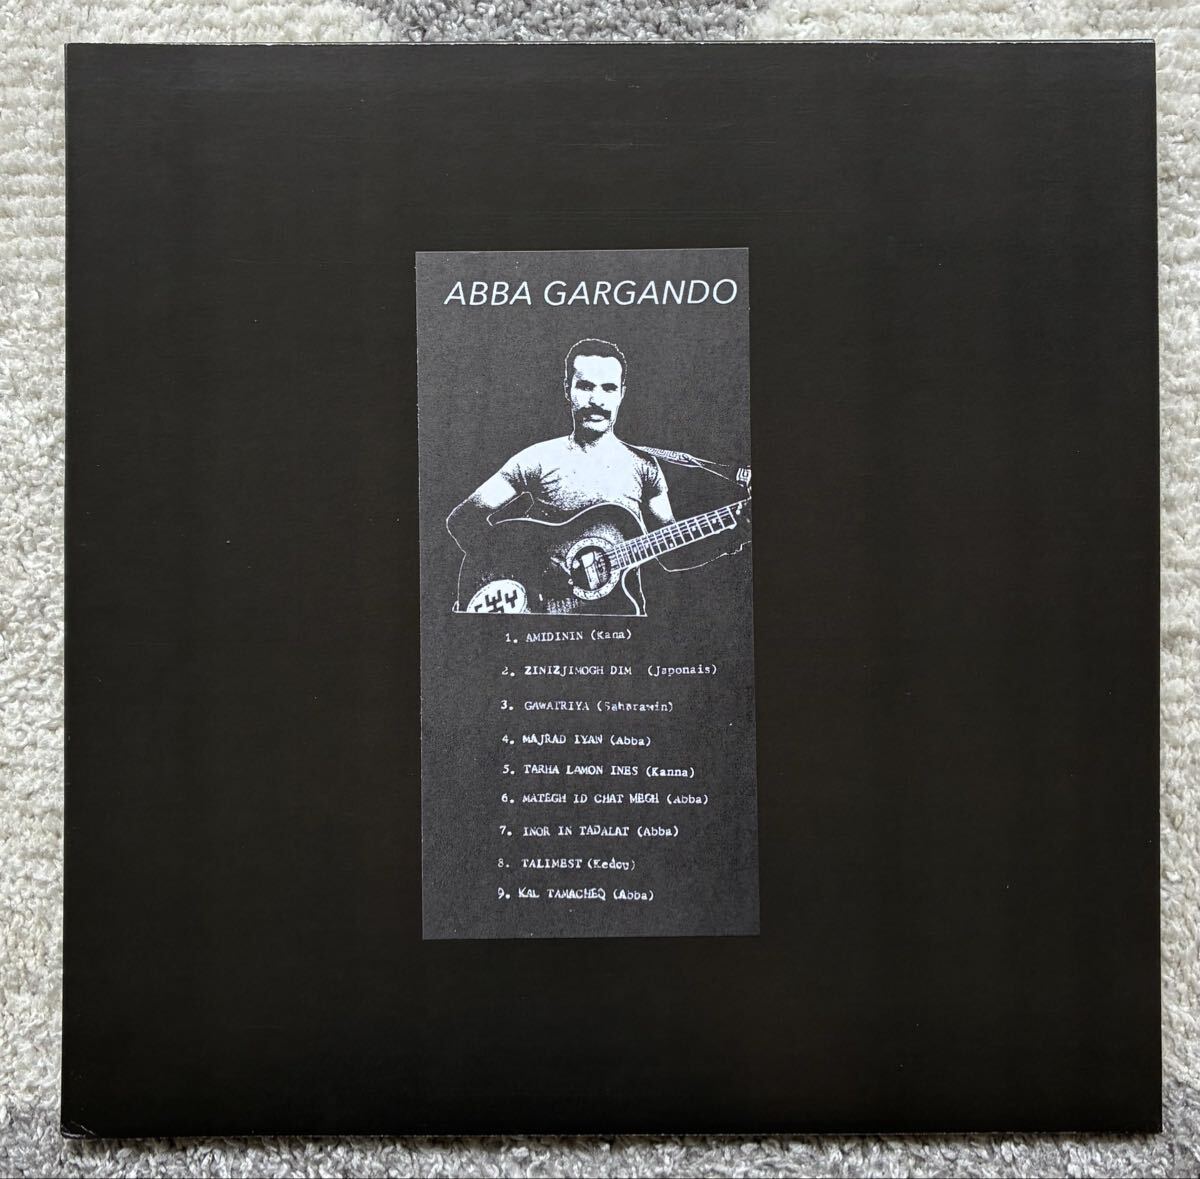 ABBA GARGANDO
1. AMIDININ (Kana)
2. ZINIZJIMOGH DIM (Japonais)
3. GAWATRIYA (Saharawin)
4. MAJRAD IYAN (Abba)
5. TARHA LAMON INES (Kanna)
6. MATEGH ID CHAT MEGH (Abba)
7. INOR IN TADALAT (Abba)
8. TALIMEST (Kedou)
9. KAL TAMACHEQ (Abba)